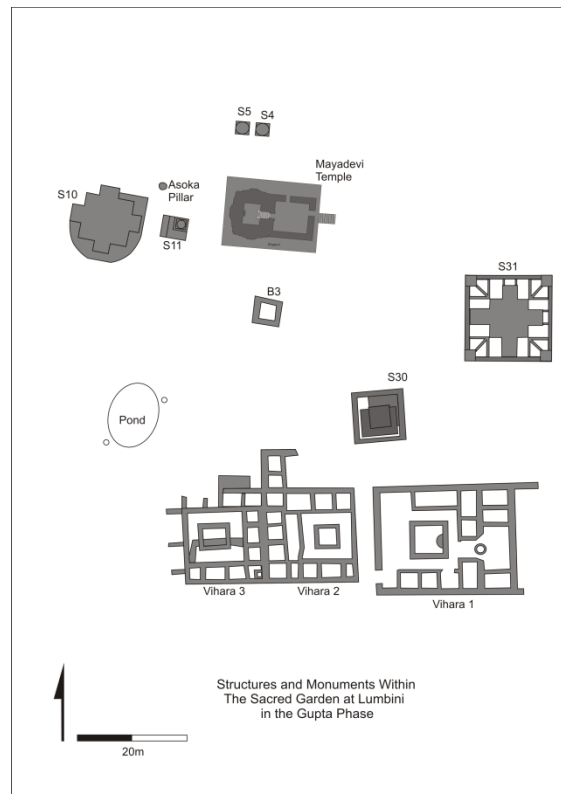 S5
S4
Mayadevi
Temple
Asoka
Pillar
S10
S11
S31
B3
S30
Pond
Vihara 3
Vihara 2
Vihara 1
Structures and Monuments Within
The Sacred Garden at Lumbini
in the Gupta Phase
20m